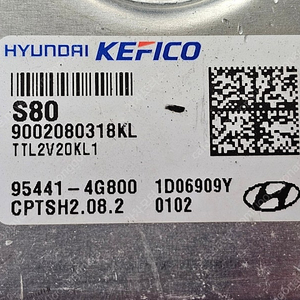 HYUNDAI KEFICO
S80
9002080318KL
TTL2V20KL1
95441-4G800 1D06909Y
CPTSH2.08.2 0102